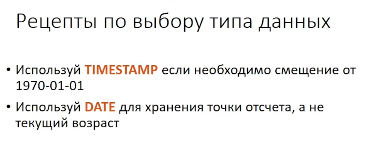 Рецепты по выбору типа данных
• Используй TIMESTAMP если необходимо смещение от
1970-01-01
• Используй DATE для хранения точки отсчета, а не
текущий возраст